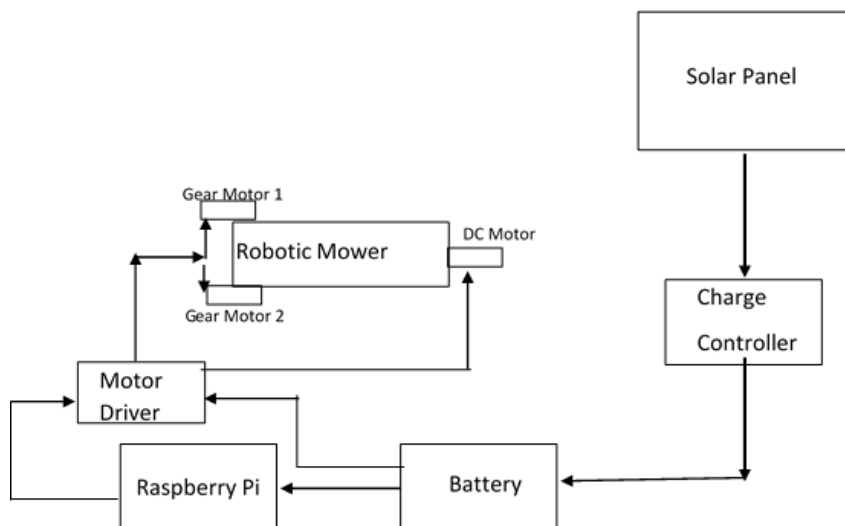 Solar Panel
Gear Motor 1
DC Motor
Robotic Mower
Gear Motor 2
Charge
Controller
Motor
Driver
Raspberry Pi
Battery